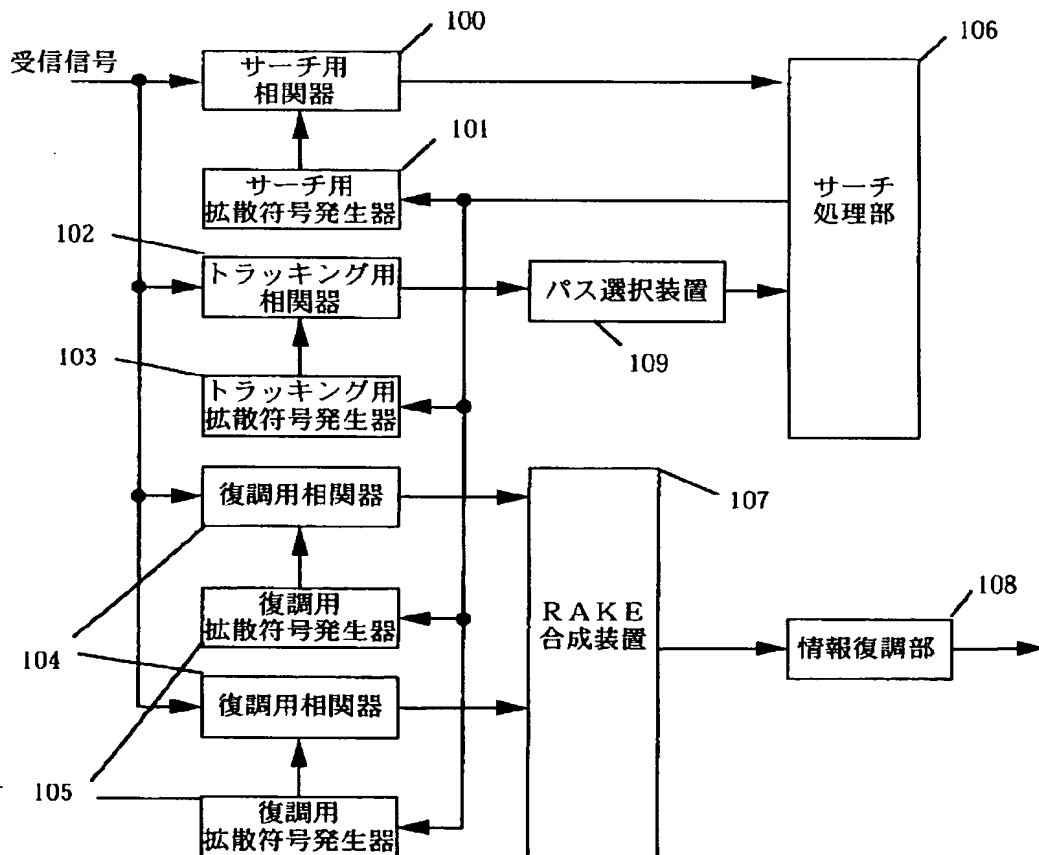 100
106
受信信号
サーチ用
相関器
101
サーチ用
拡散符号発生器
サーチ
処理部
102
トラッキング用
相関器
パス選択装置
109
103
トラッキング用
拡散符号発生器
復調用相関器
107
復調用
拡散符号発生器
RAKE
合成装置
108
情報復調部
104
復調用相関器
105
復調用
拡散符号発生器